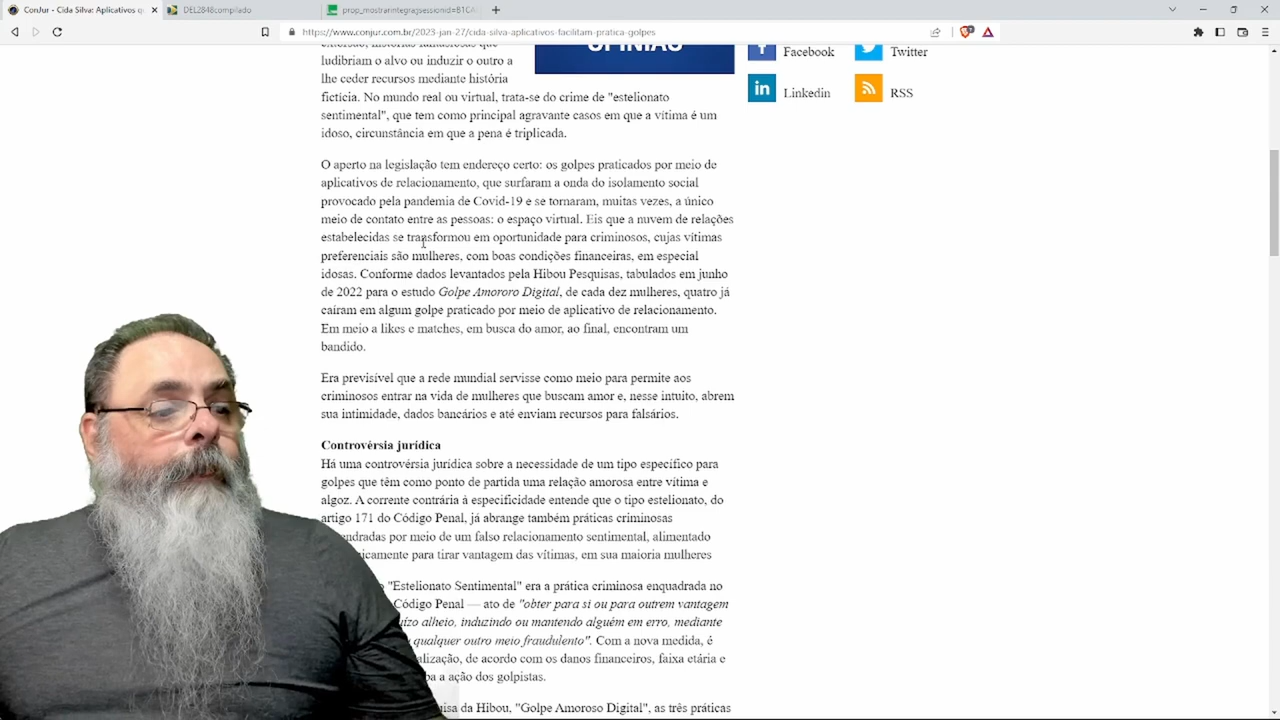 ConJur - Cida Silva: Aplicativos q
DEL2848compilado
prop_mostrarintegra;jsessionid=B1CA
https://www.conjur.com.br/2023-jan-27/cida-silva-aplicativos-facilitam-pratica-golpes
OPINIÃO
Facebook
Twitter
Linkedin
RSS
extorsão, histórias fantasiosas que
ludibriam o alvo ou induzir o outro a
lhe ceder recursos mediante história
fictícia. No mundo real ou virtual, trata-se do crime de "estelionato
sentimental", que tem como principal agravante casos em que a vítima é um
idoso, circunstância em que a pena é triplicada.
O aperto na legislação tem endereço certo: os golpes praticados por meio de
aplicativos de relacionamento, que surfaram a onda do isolamento social
provocado pela pandemia de Covid-19 e se tornaram, muitas vezes, a único
meio de contato entre as pessoas: o espaço virtual. Eis que a nuvem de relações
estabelecidas se transformou em oportunidade para criminosos, cujas vítimas
preferenciais são mulheres, com boas condições financeiras, em especial
idosas. Conforme dados levantados pela Hibou Pesquisas, tabulados em junho
de 2022 para o estudo Golpe Amororo Digital, de cada dez mulheres, quatro já
caíram em algum golpe praticado por meio de aplicativo de relacionamento.
Em meio a likes e matches, em busca do amor, ao final, encontram um
bandido.
Era previsível que a rede mundial servisse como meio para permite aos
criminosos entrar na vida de mulheres que buscam amor e, nesse intuito, abrem
sua intimidade, dados bancários e até enviam recursos para falsários.
Controvérsia jurídica
Há uma controvérsia jurídica sobre a necessidade de um tipo específico para
golpes que têm como ponto de partida uma relação amorosa entre vítima e
algoz. A corrente contrária à especificidade entende que o tipo estelionato, do
artigo 171 do Código Penal, já abrange também práticas criminosas
endradas por meio de um falso relacionamento sentimental, alimentado
icamente para tirar vantagem das vítimas, em sua maioria mulheres
o "Estelionato Sentimental" era a prática criminosa enquadrada no
Código Penal — ato de "obter para si ou para outrem vantagem
ízo alheio, induzindo ou mantendo alguém em erro, mediante
qualquer outro meio fraudulento". Com a nova medida, é
alização, de acordo com os danos financeiros, faixa etária e
pa a ação dos golpistas.
isa da Hibou, "Golpe Amoroso Digital", as três práticas